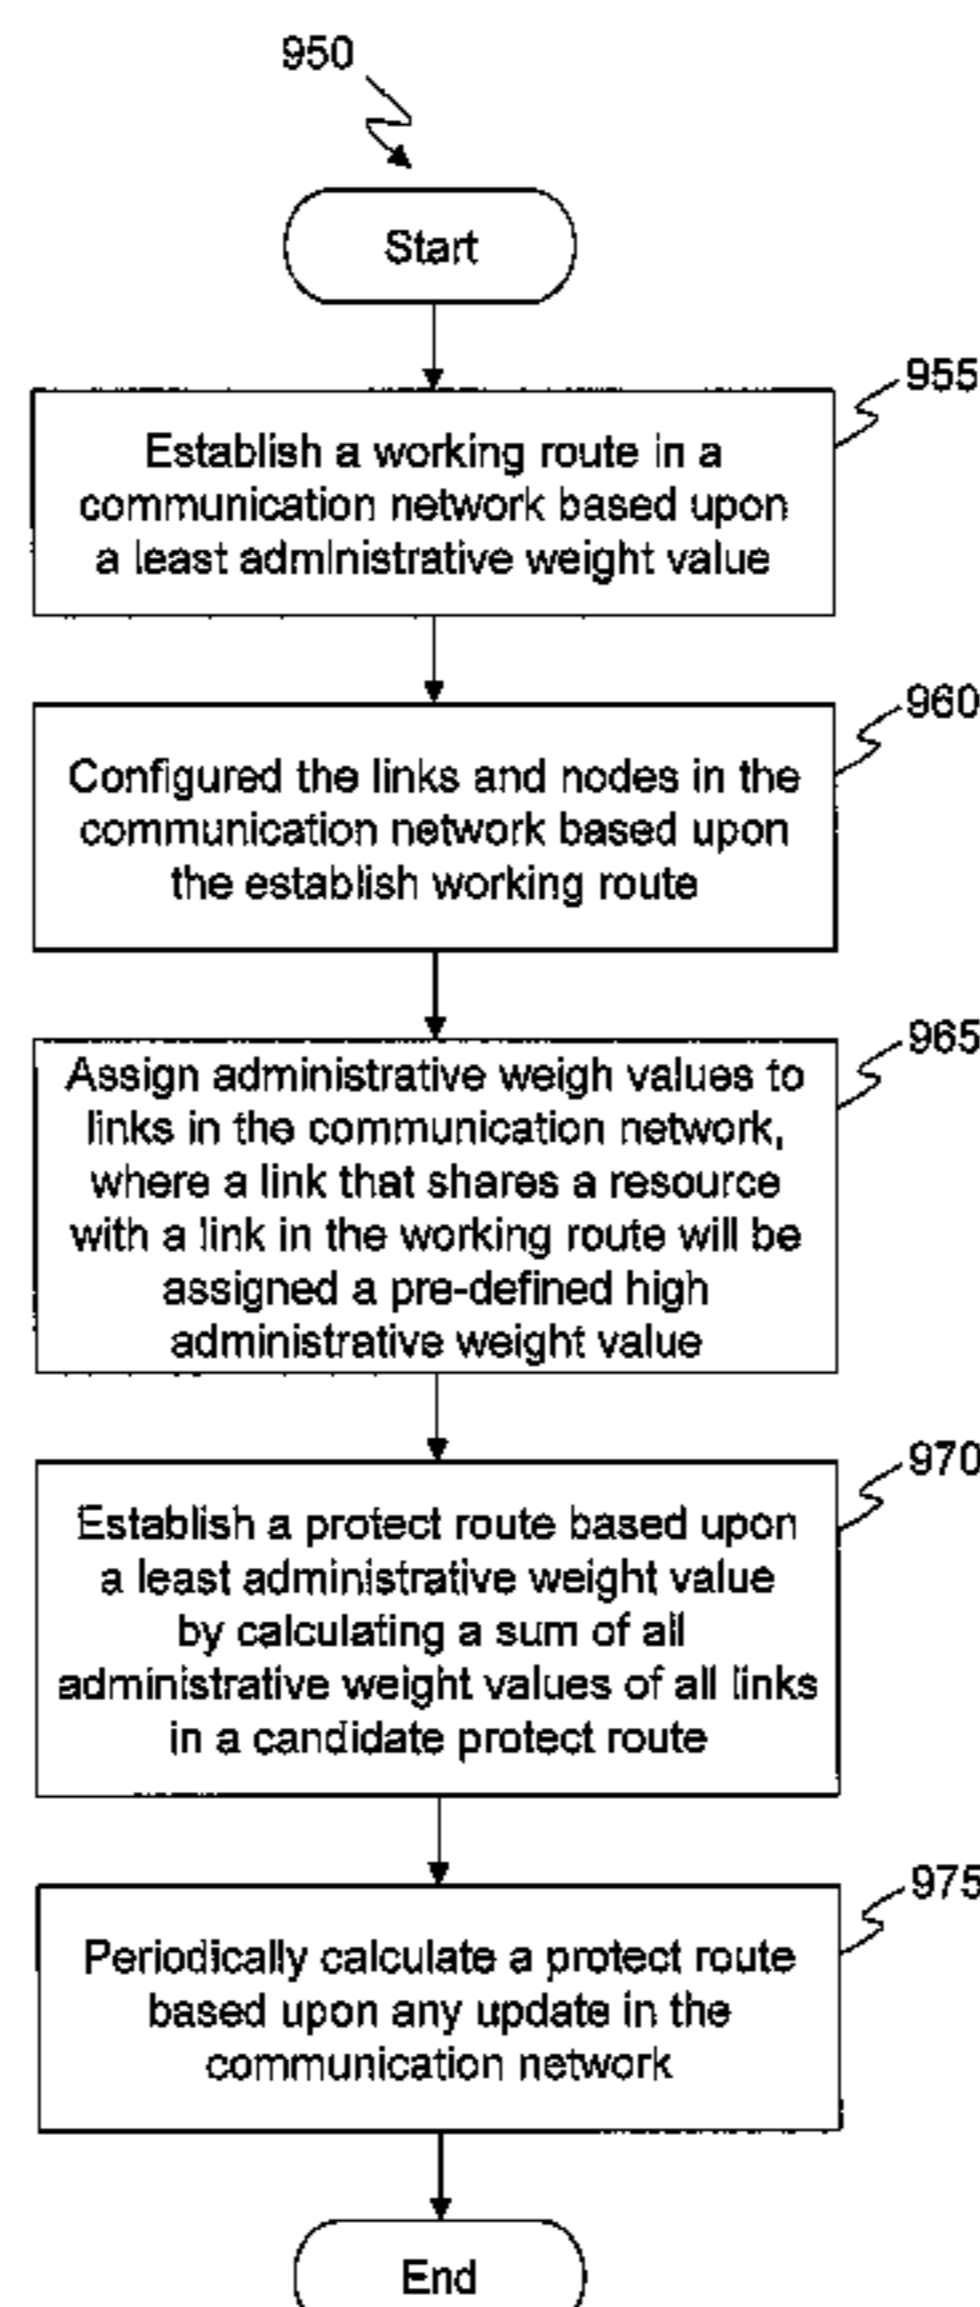 950
Start
955
Establish a working route in a
communication network based upon
a least administrative weight value
960
Configured the links and nodes in the
communication network based upon
the establish working route
965
Assign administrative weigh values to
links in the communication network,
where a link that shares a resource
with a link in the working route will be
assigned a pre-defined high
administrative weight value
970
Establish a protect route based upon
a least administrative weight value
by calculating a sum of all
administrative weight values of all links
in a candidate protect route
975
Periodically calculate a protect route
based upon any update in the
communication network
End